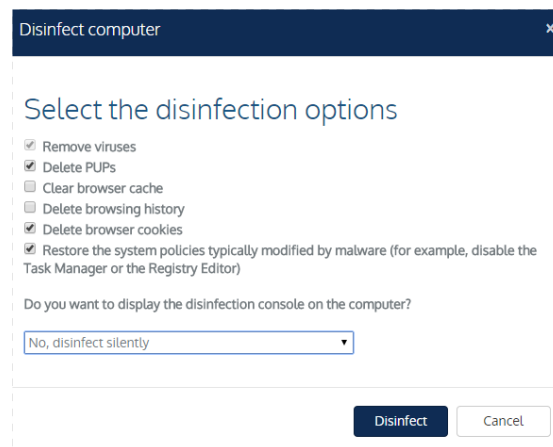 Disinfect computer x
Select the disinfection options
Remove viruses
Delete PUPs
Clear browser cache
Delete browsing history
Delete browser cookies
Restore the system policies typically modified by malware (for example, disable the
Task Manager or the Registry Editor)
Do you want to display the disinfection console on the computer?
No, disinfect silently
Disinfect Cancel